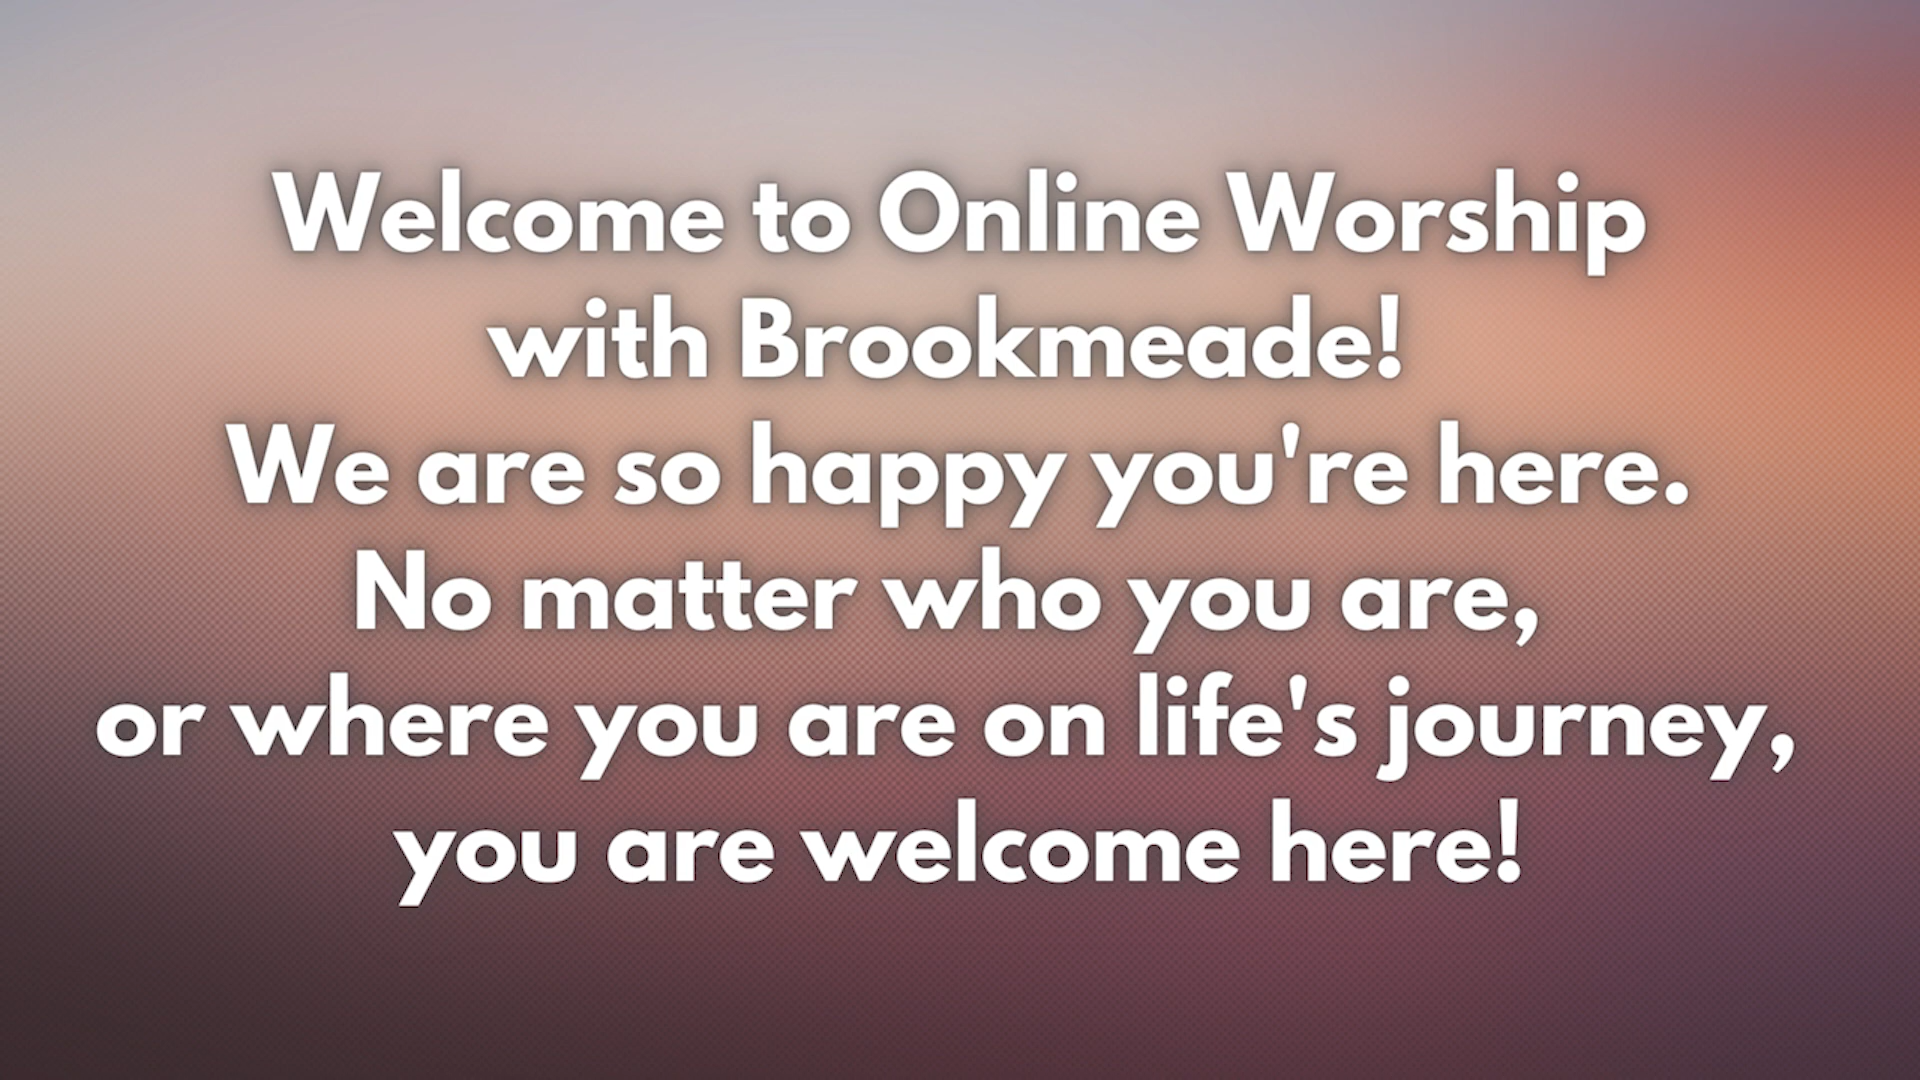 Welcome to Online Worship
with Brookmeade!
We are so happy you're here.
No matter who you are,
or where you are on life's journey,
you are welcome here!